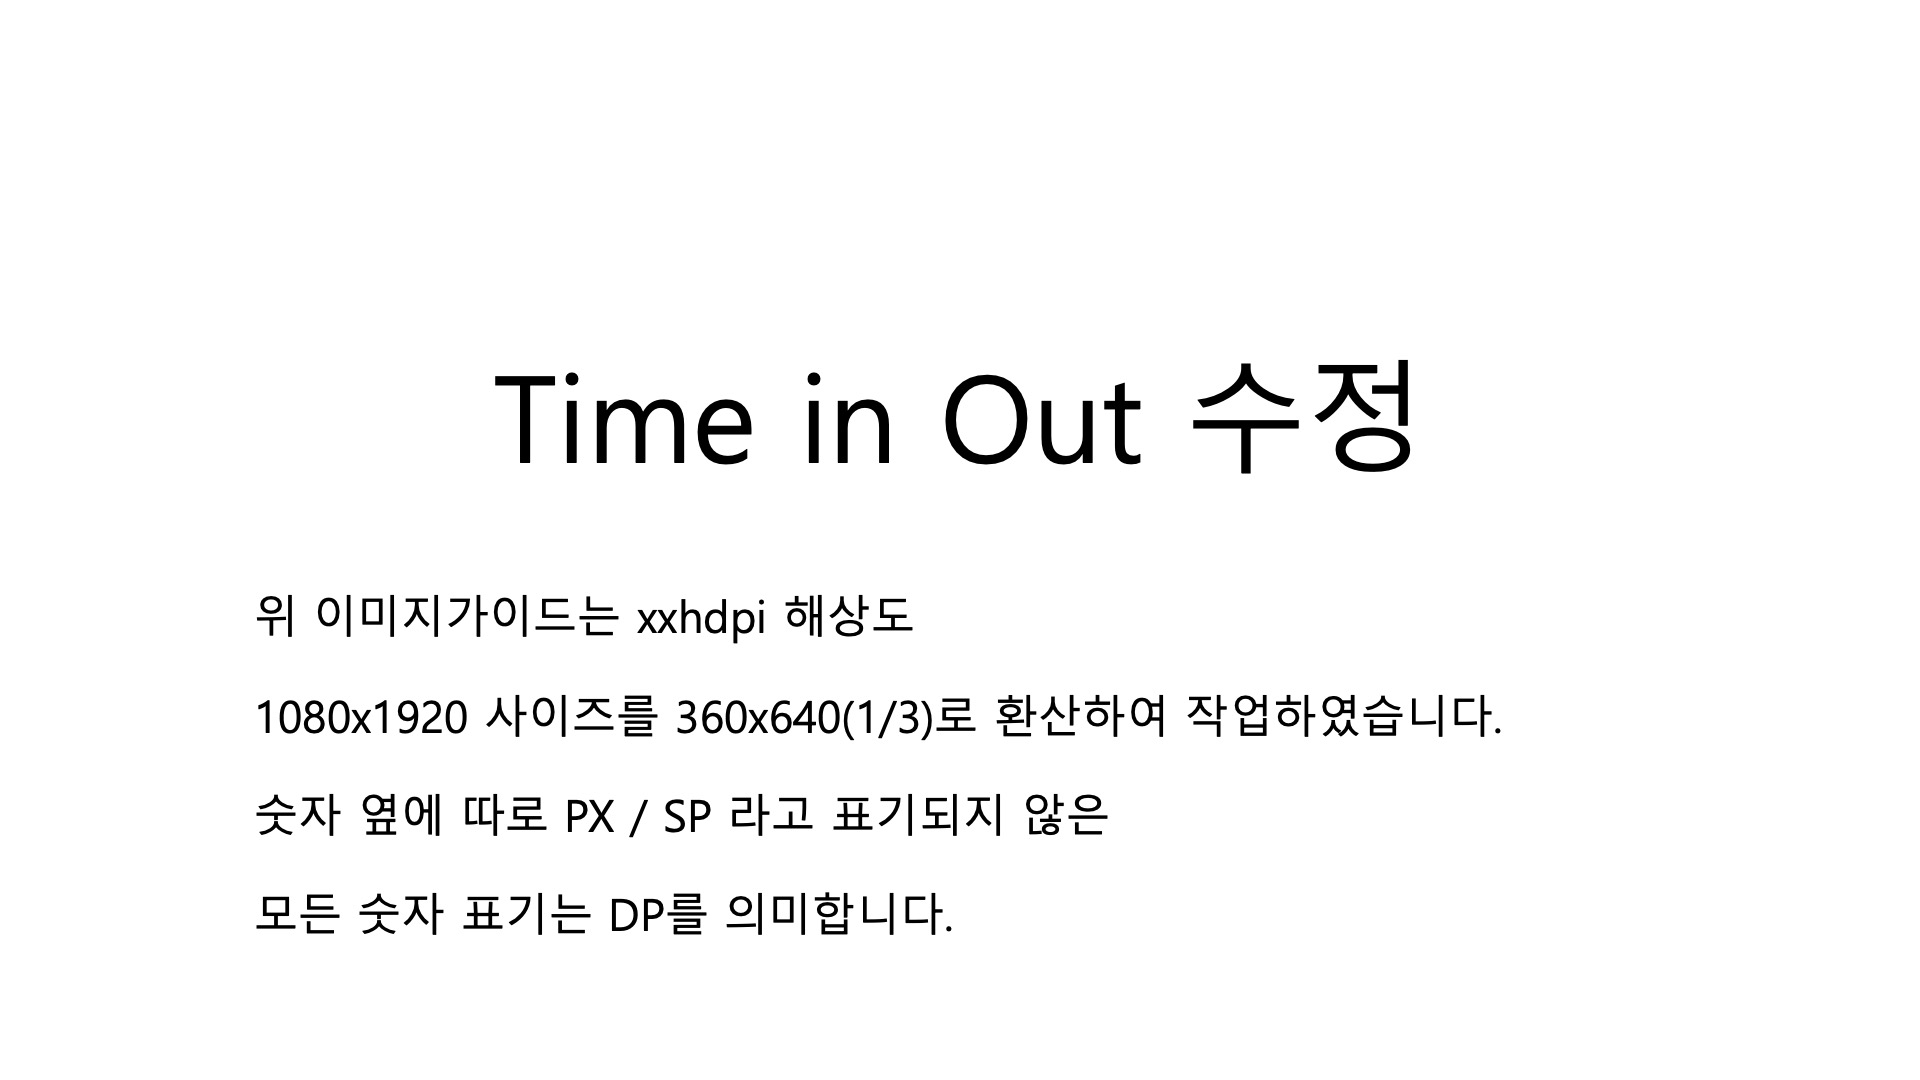 Time in Out 수정
위 이미지가이드는 xxhdpi 해상도
1080x1920 사이즈를 360x640(1/3)로 환산하여 작업하였습니다.
숫자 옆에 따로 PX / SP 라고 표기되지 않은
모든 숫자 표기는 DP를 의미합니다.